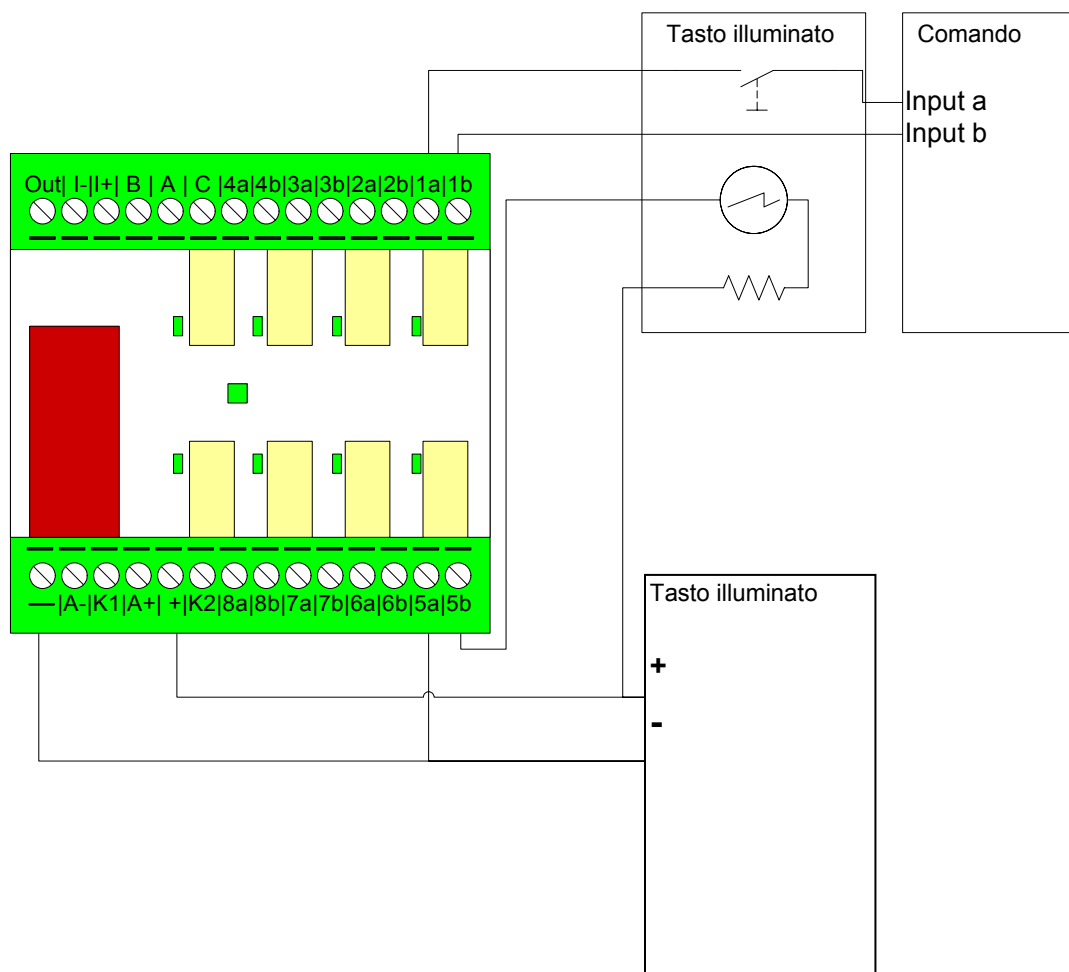 Tasto illuminato
Comando
Input a
Input b
Out| I-|I+| B | A | C |4a|4b|3a|3b|2a|2b|1a|1b
—|A-|K1|A+| +|K2|8a|8b|7a|7b|6a|6b|5a|5b
Tasto illuminato
+
-